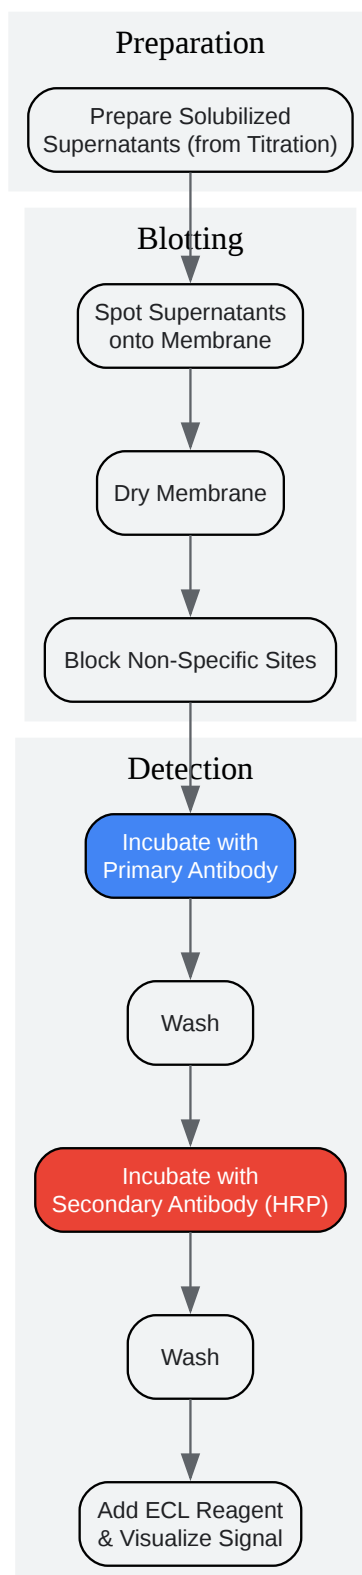 Preparation
Prepare Solubilized
Supernatants (from Titration)
Blotting
Spot Supernatants
onto Membrane
Dry Membrane
Block Non-Specific Sites
Detection
Incubate with
Primary Antibody
Wash
Incubate with
Secondary Antibody (HRP)
Wash
Add ECL Reagent
& Visualize Signal